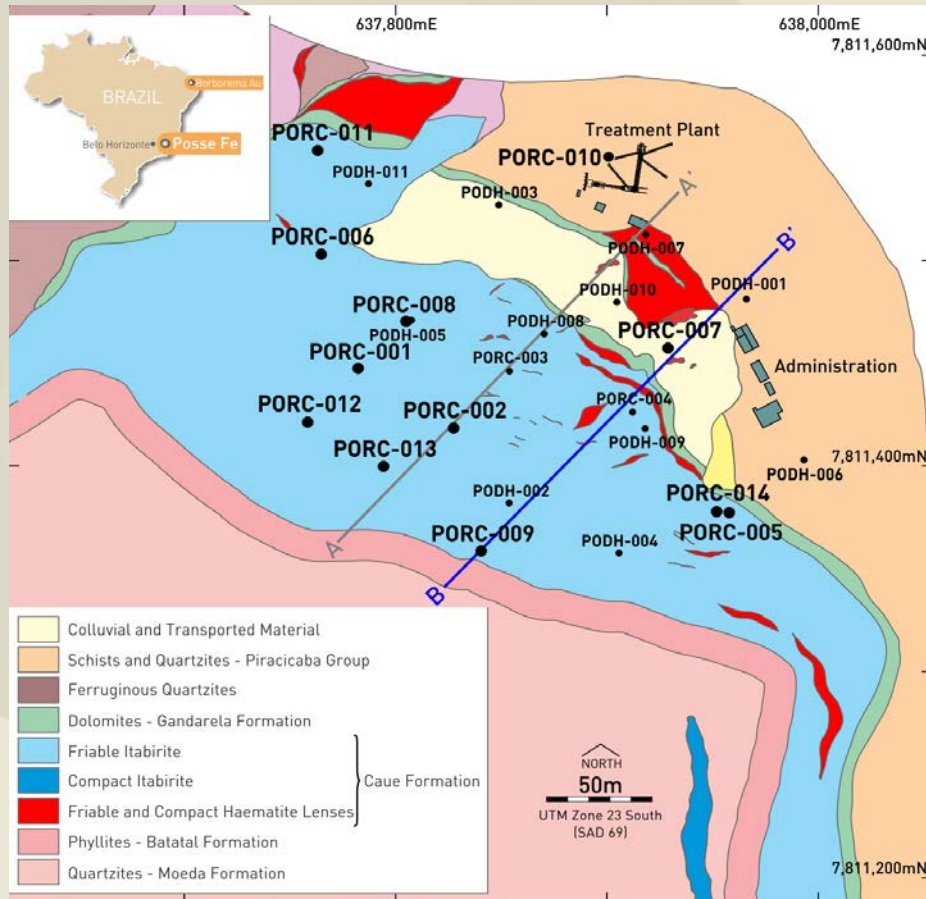 637,800mE
638,000mE
7,811,600mN
BRAZIL
Borborema Au
Belo Horizonte
Posse Fe
PORC-011
PODH-011
Treatment Plant
PORC-010
PODH-003
A'
PORC-006
PODH-007
B'
PODH-010
PODH-001
PORC-008
PODH-005
PODH-008
PORC-007
PORC-001
PORC-003
Administration
PORC-012
PORC-002
PORC-004
PODH-009
PORC-013
7,811,400mN
PODH-006
PODH-002
PORC-014
PORC-005
A
PORC-009
PODH-004
B
Colluvial and Transported Material
Schists and Quartzites - Piracicaba Group
Ferruginous Quartzites
Dolomites - Gandarela Formation
Friable Itabirite
Compact Itabirite
Caue Formation
Friable and Compact Haematite Lenses
Phyllites - Batatal Formation
Quartzites - Moeda Formation
NORTH
50m
UTM Zone 23 South
(SAD 69)
7,811,200mN